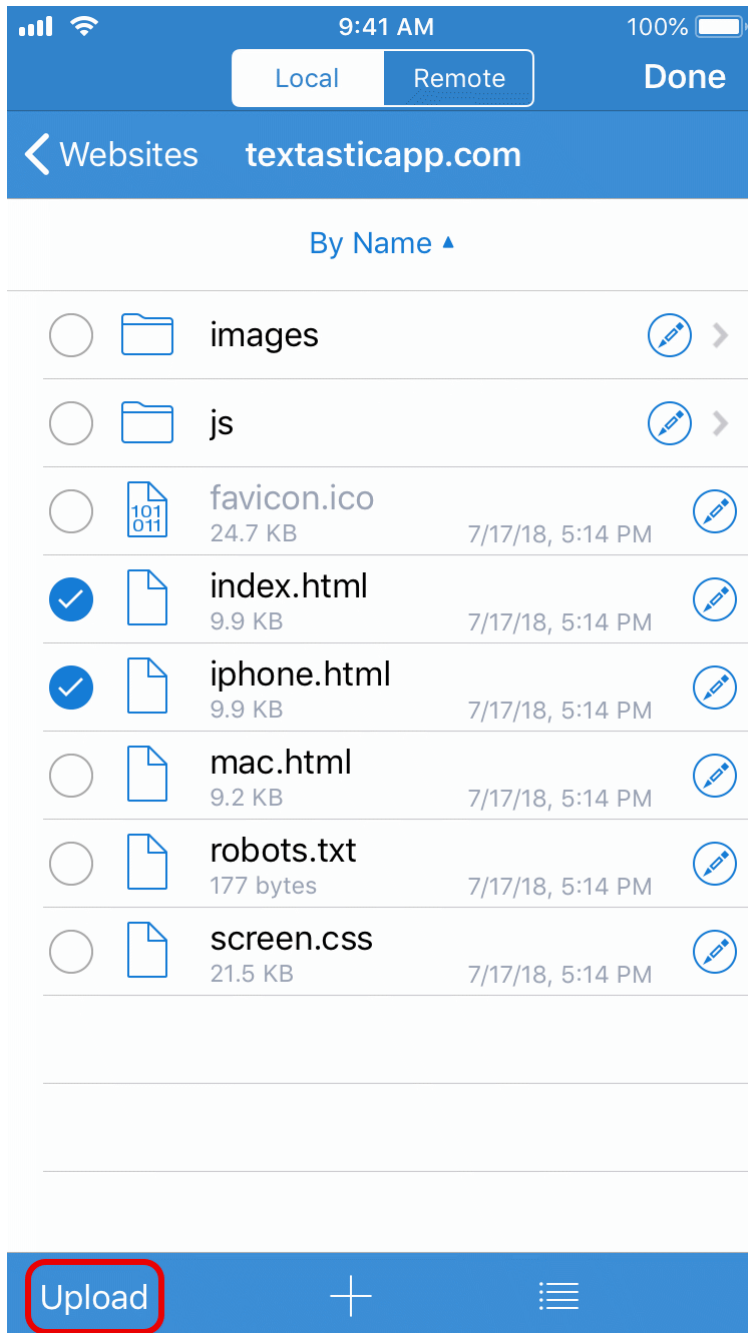 9:41 AM 100%
Local Remote Done
Websites textasticapp.com
By Name
images
js
101
011
favicon.ico
24.7 KB 7/17/18, 5:14 PM
index.html
9.9 KB 7/17/18, 5:14 PM
iphone.html
9.9 KB 7/17/18, 5:14 PM
mac.html
9.2 KB 7/17/18, 5:14 PM
robots.txt
177 bytes 7/17/18, 5:14 PM
screen.css
21.5 KB 7/17/18, 5:14 PM
Upload